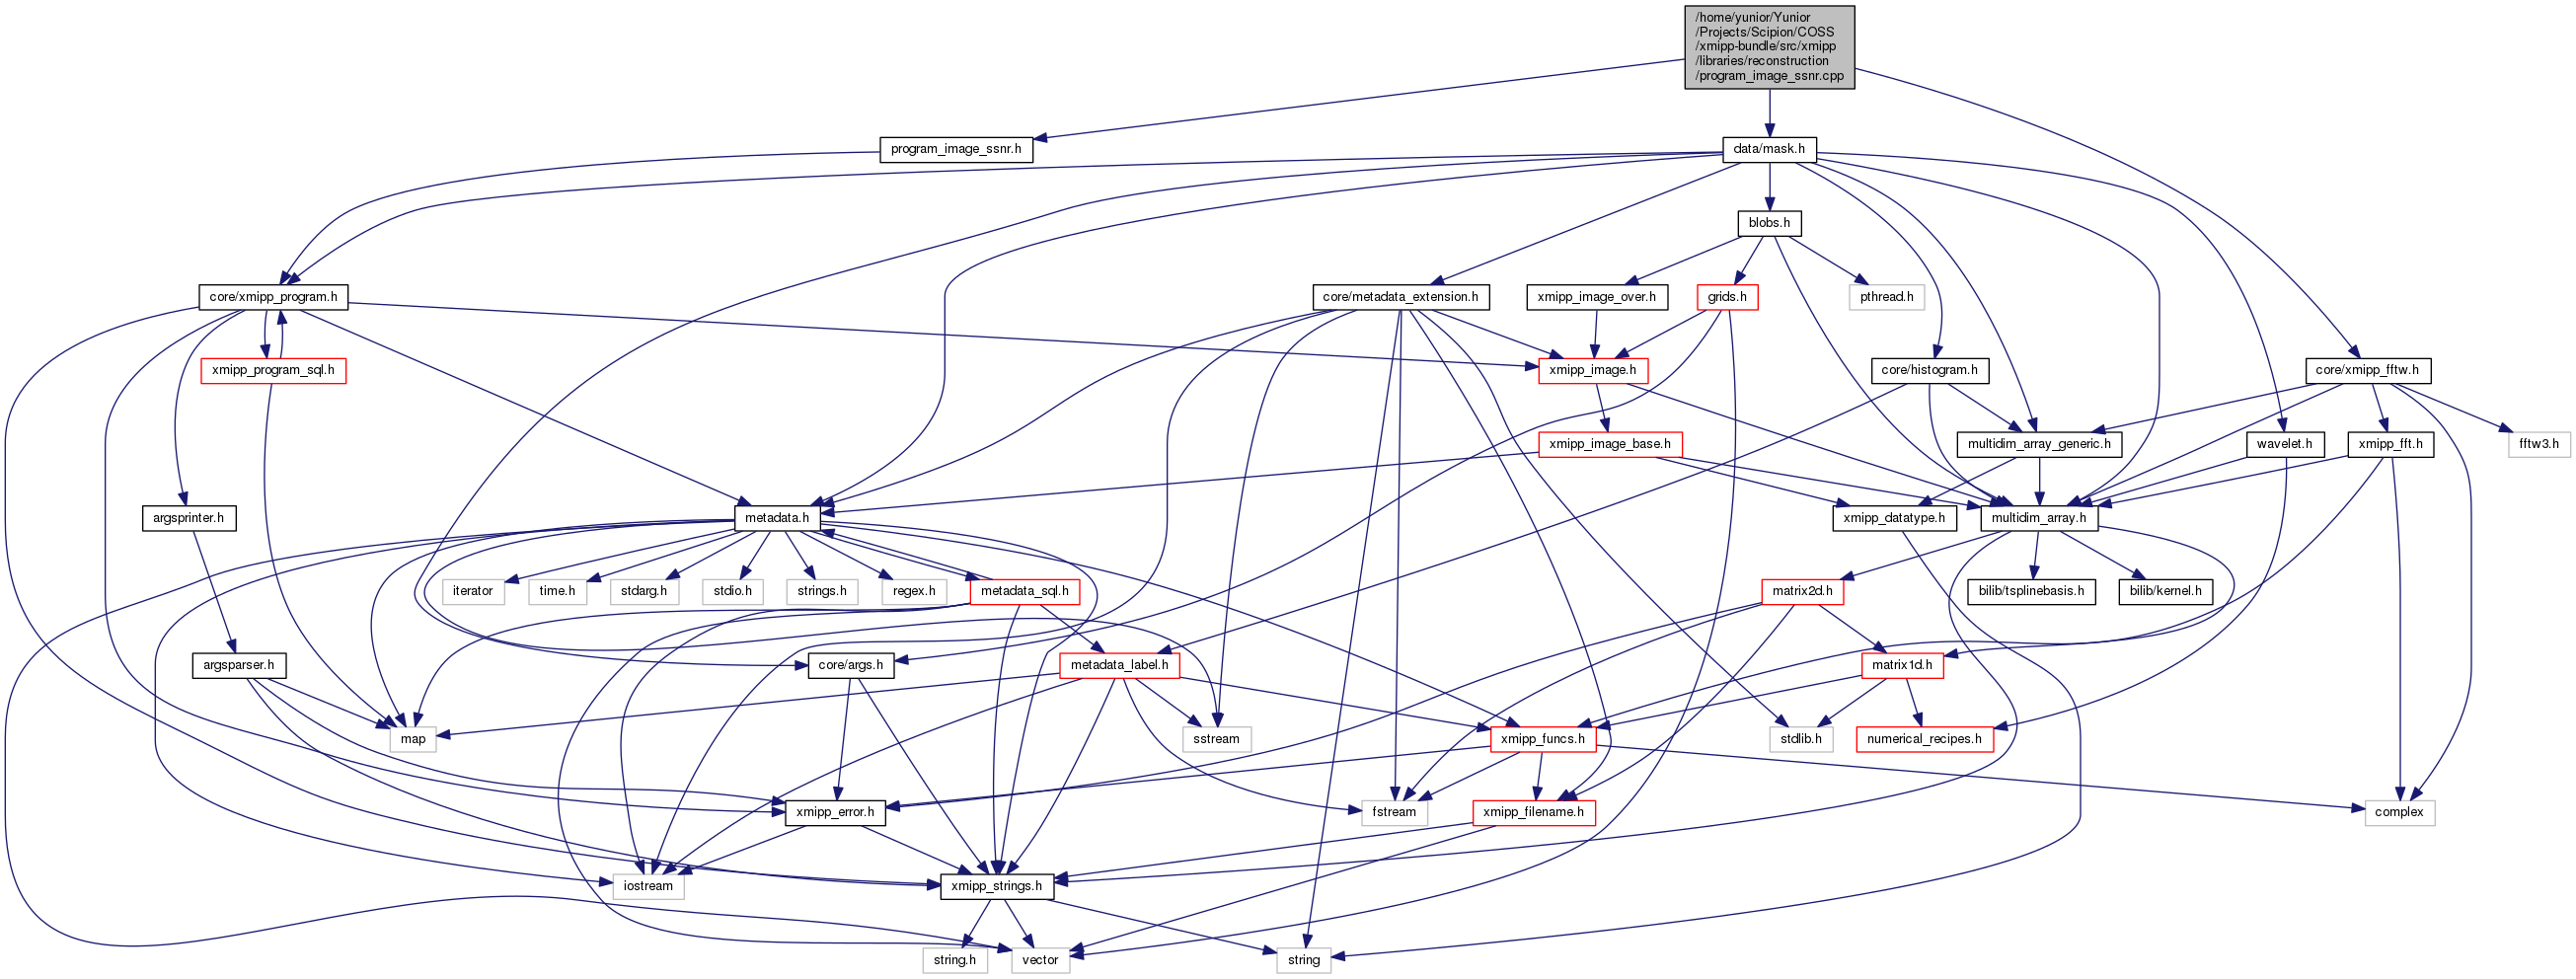 /home/yunior/Yunior
/Projects/Scipion/COSS
/xmipp-bundle/src/xmipp
/libraries/reconstruction
/program_image_ssnr.cpp
program_image_ssnr.h
data/mask.h
blobs.h
core/xmipp_program.h
core/metadata_extension.h
xmipp_image_over.h
grids.h
pthread.h
xmipp_program_sql.h
xmipp_image.h
core/histogram.h
core/xmipp_fftw.h
xmipp_image_base.h
multidim_array_generic.h
wavelet.h
xmipp_fft.h
fftw3.h
argsprinter.h
metadata.h
xmipp_datatype.h
multidim_array.h
iterator
time.h
stdarg.h
stdio.h
strings.h
regex.h
metadata_sql.h
matrix2d.h
bilib/tsplinebasis.h
bilib/kernel.h
argsparser.h
core/args.h
metadata_label.h
matrix1d.h
map
sstream
xmipp_funcs.h
stdlib.h
numerical_recipes.h
xmipp_error.h
fstream
xmipp_filename.h
complex
iostream
xmipp_strings.h
string.h
vector
string